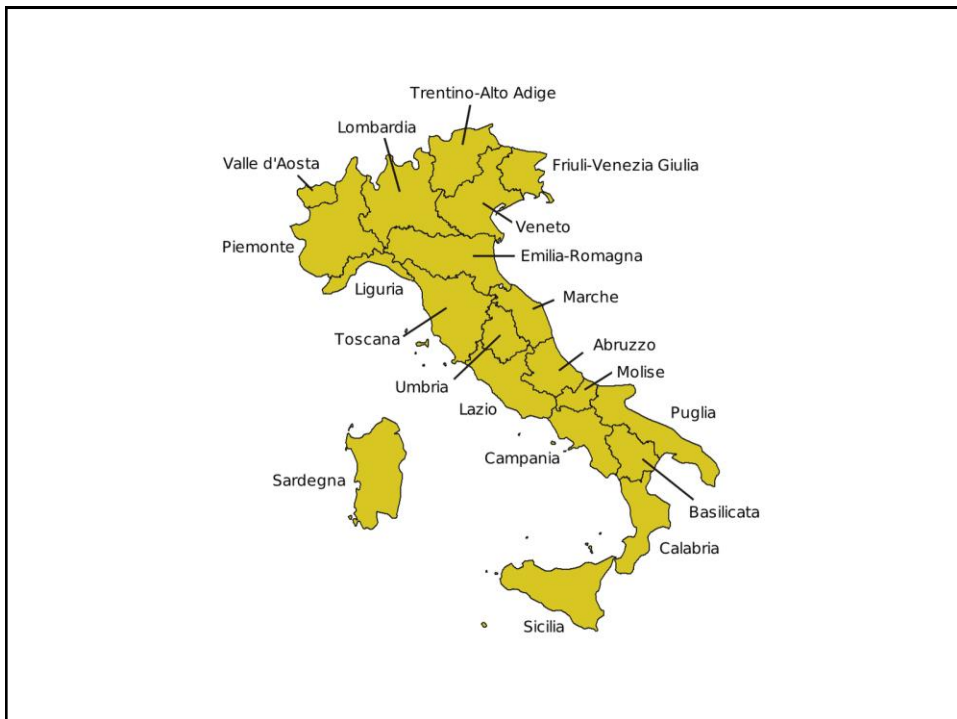 Trentino-Alto Adige
Lombardia
Valle d'Aosta
Friuli-Venezia Giulia
Veneto
Piemonte
Emilia-Romagna
Liguria
Marche
Toscana
Abruzzo
Molise
Umbria
Lazio
Puglia
Campania
Sardegna
Basilicata
Calabria
Sicilia